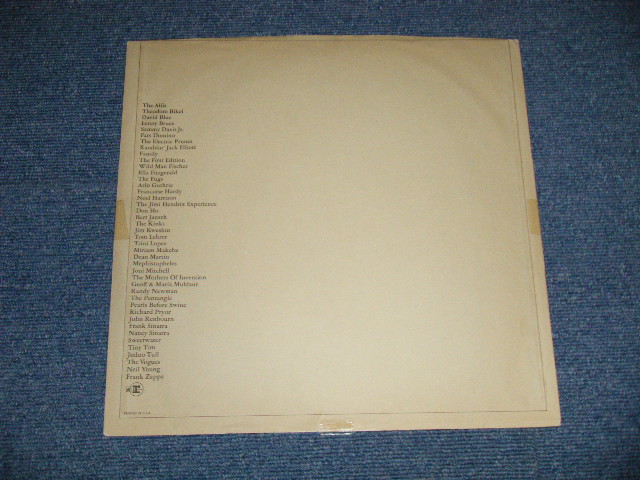 The Alfis
Theodore Bikel
David Blue
Lenny Bruce
Sammy Davis Jr.
Fats Domino
The Electric Prunes
Ramblin' Jack Elliott
Family
The First Edition
Wild Man Fischer
Ella Fitzgerald
The Fugs
Arlo Guthrie
Francoise Hardy
Noel Harrison
The Jimi Hendrix Experience
Don Ho
Bert Jansch
The Kinks
Jim Kweskin
Tom Lehrer
Trini Lopez
Miriam Makeba
Dean Martin
Mephistopheles
Joni Mitchell
The Mothers Of Invention
Geoff & Maria Muldaur
Randy Newman
The Pentangle
Pearls Before Swine
Richard Pryor
John Renbourn
Frank Sinatra
Nancy Sinatra
Sweetwater
Tiny Tim
Jethro Tull
The Vogues
Neil Young
Frank Zappa